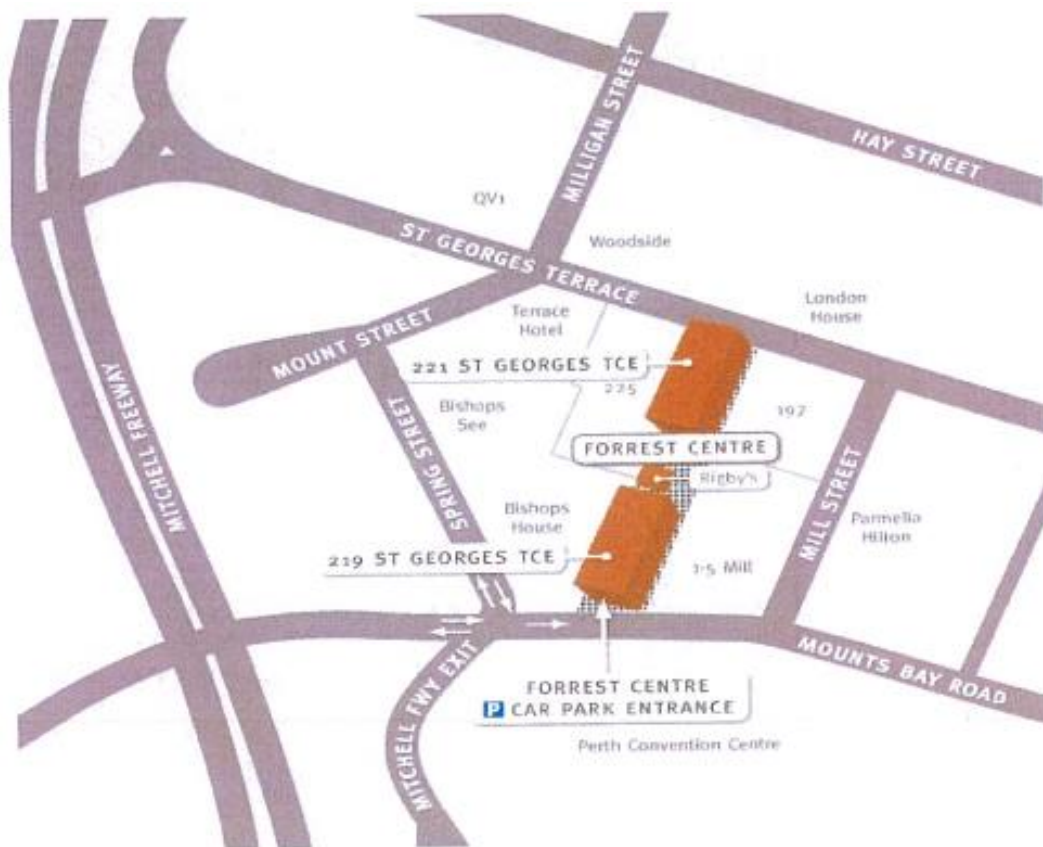 MILLIGAN STREET
HAY STREET
QV1
ST GEORGES TERRACE
Woodside
London
House
MOUNT STREET
Terrace
Hotel
221 ST GEORGES TCE
225
197
MITCHELL FREEWAY
SPRING STREET
Bishops
See
FORREST CENTRE
Rigby's
MILL STREET
Parmelia
Hilton
Bishops
House
219 ST GEORGES TCE
1-5 Mill
MITCHELL FWY EXIT
MOUNTS BAY ROAD
FORREST CENTRE
P CAR PARK ENTRANCE
Perth Convention Centre